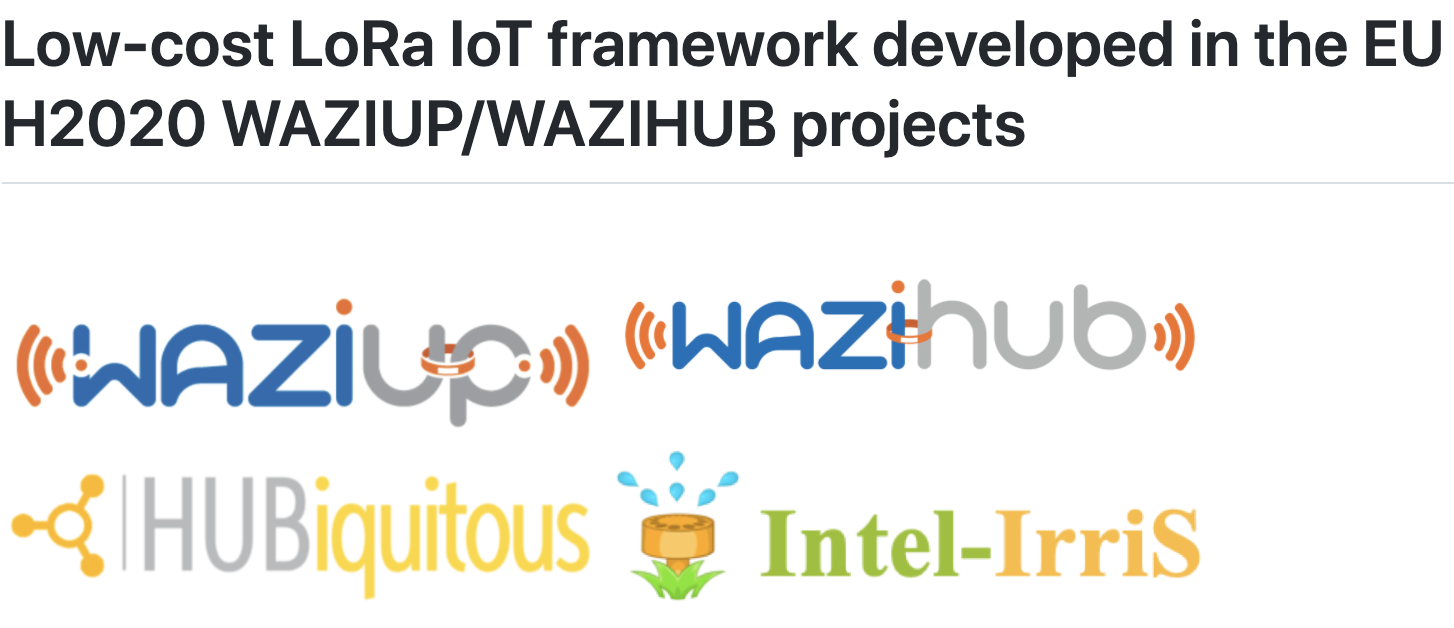 Low-cost LoRa IoT framework developed in the EU
H2020 WAZIUP/WAZIHUB projects
WAZIup
WAZIhub
HUBiquitous
Intel-IrriS